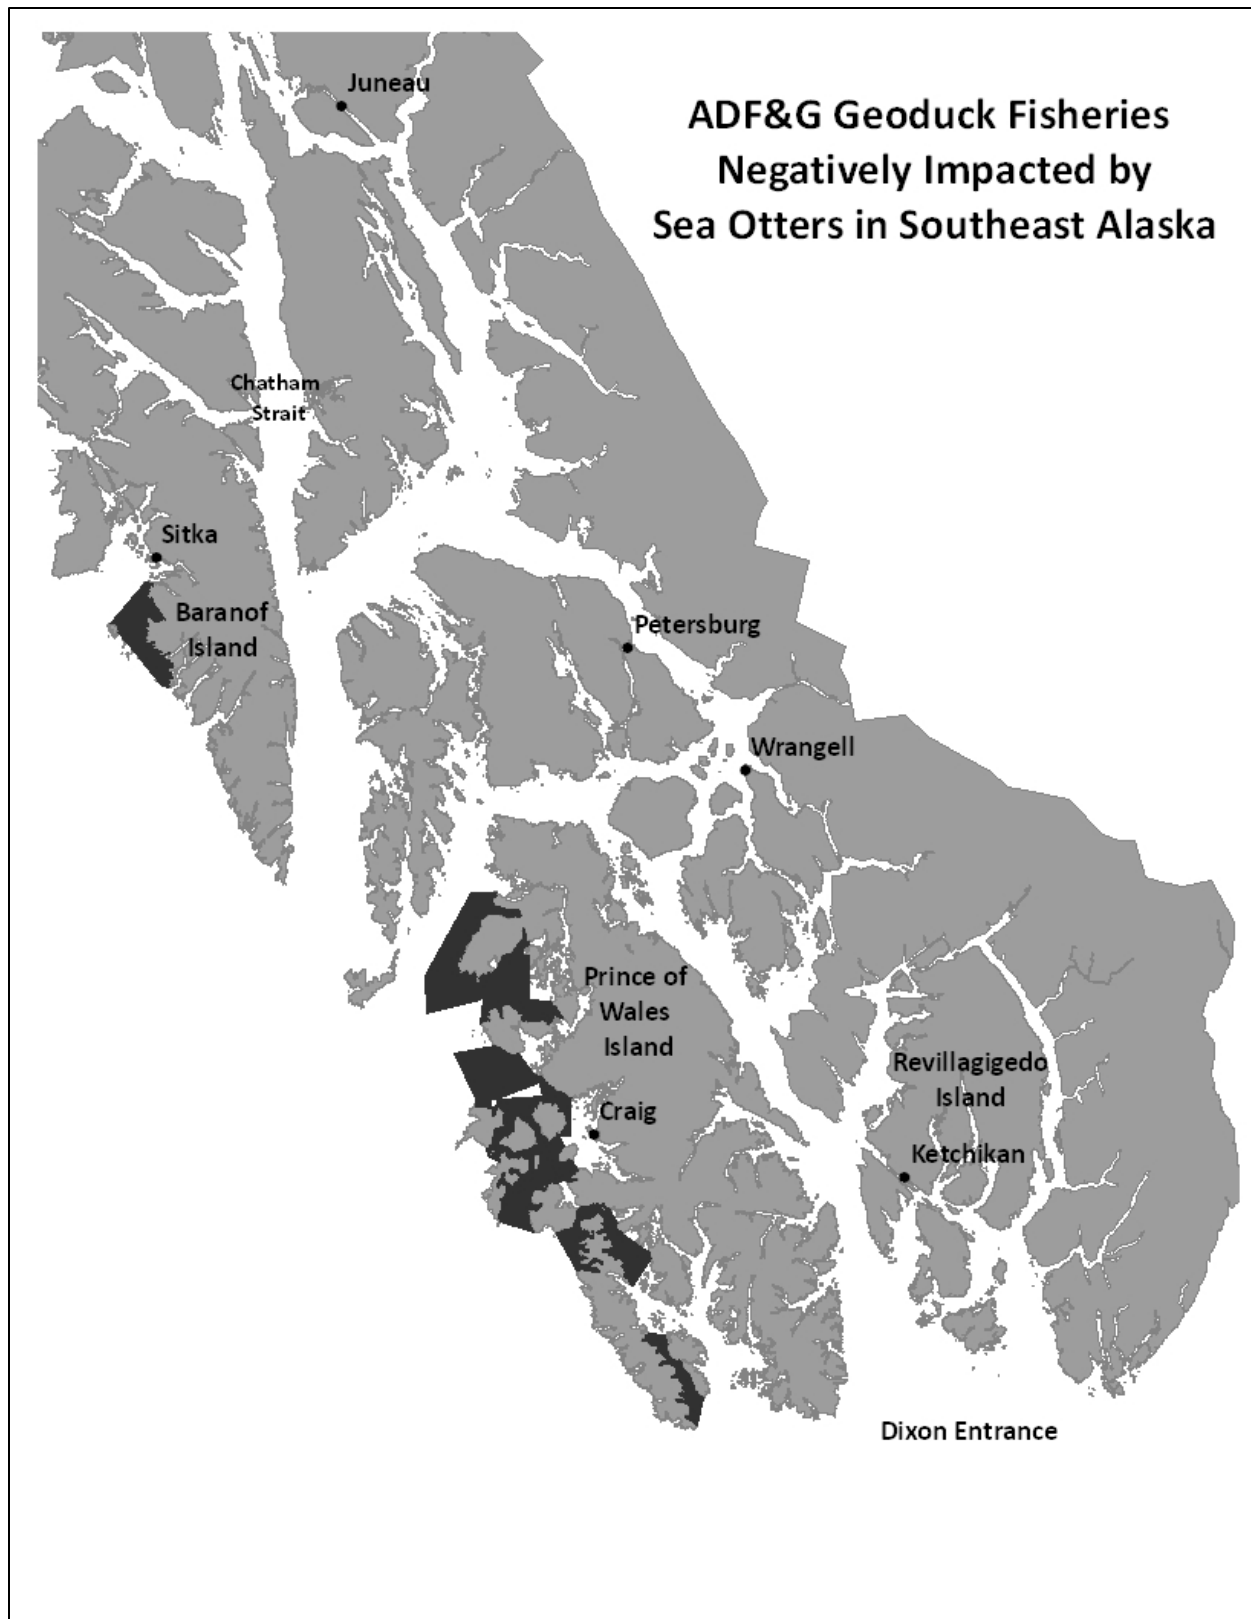 Juneau
ADF&G Geoduck Fisheries
Negatively Impacted by
Sea Otters in Southeast Alaska
Chatham
Strait
Sitka
Baranof
Island
Petersburg
Wrangell
Prince of
Wales
Island
Revillagigedo
Island
Craig
Ketchikan
Dixon Entrance